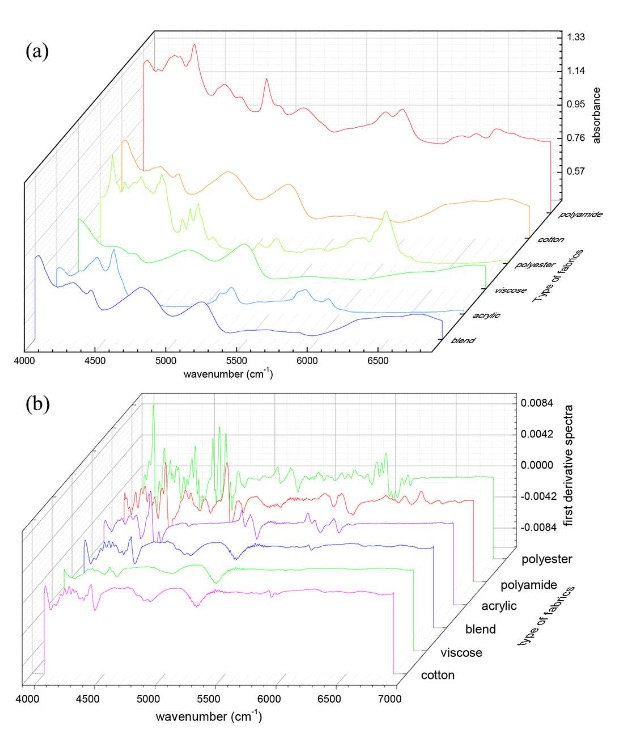 (a)
1.33
1.14
0.95
0.76
0.57
absorbance
polyamide
cotton
polyester
viscose
acrylic
blend
Type of fabrics
4000 4500 5000 5500 6000 6500
wavenumber (cm-1)
(b)
0.0084
0.0042
0.0000
-0.0042
-0.0084
first derivative spectra
polyester
polyamide
acrylic
blend
viscose
cotton
type of fabrics
4000 4500 5000 5500 6000 6500 7000
wavenumber (cm-1)